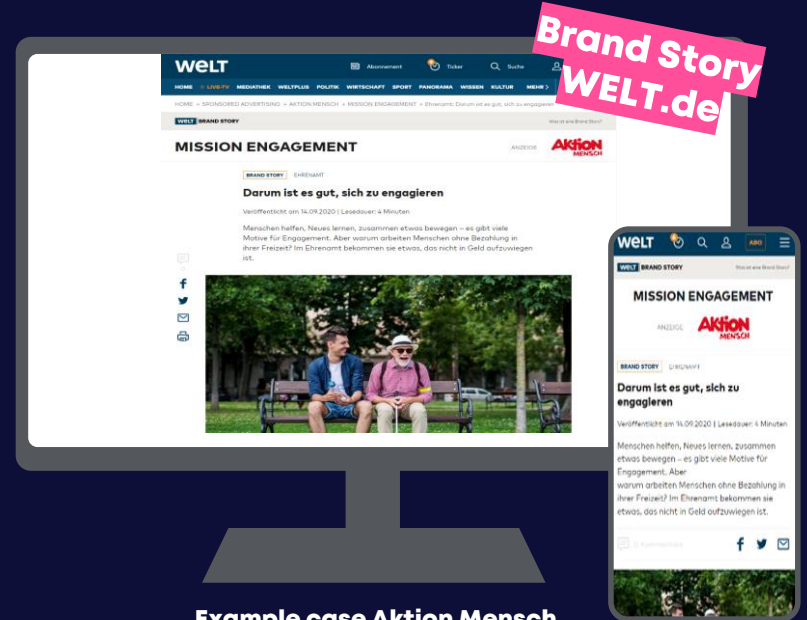 Brand Story
WELT.de
WELT
Abonnement Ticker Suche
HOME LIVE-TV MEDIATHEK WELTPLUS POLITIK WIRTSCHAFT SPORT PANORAMA WISSEN KULTUR MEHR
HOME » SPONSORED ADVERTISING » AKTION MENSCH » MISSION ENGAGEMENT » Ehrenamt: Darum ist es gut, sich zu engagieren
WELT BRAND STORY Was ist eine Brand Story?
MISSION ENGAGEMENT ANZEIGE AKTION MENSCH
BRAND STORY EHRENAMT
Darum ist es gut, sich zu engagieren
Veröffentlicht am 14.09.2020 | Lesedauer: 4 Minuten
Menschen helfen, Neues lernen, zusammen etwas bewegen – es gibt viele
Motive für Engagement. Aber warum arbeiten Menschen ohne Bezahlung in
ihrer Freizeit? Im Ehrenamt bekommen sie etwas, das nicht in Geld aufzuwiegen
ist.
WELT ABO
WELT BRAND STORY Was ist eine Brand Story?
MISSION ENGAGEMENT
ANZEIGE AKTION MENSCH
BRAND STORY EHRENAMT
Darum ist es gut, sich zu
engagieren
Veröffentlicht am 14.09.2020 | Lesedauer: 4 Minuten
Menschen helfen, Neues lernen, zusammen
etwas bewegen – es gibt viele Motive für
Engagement. Aber
warum arbeiten Menschen ohne Bezahlung in
ihrer Freizeit? Im Ehrenamt bekommen sie
etwas, das nicht in Geld aufzuwiegen ist.
Kommentare
Example case Aktion Mensch